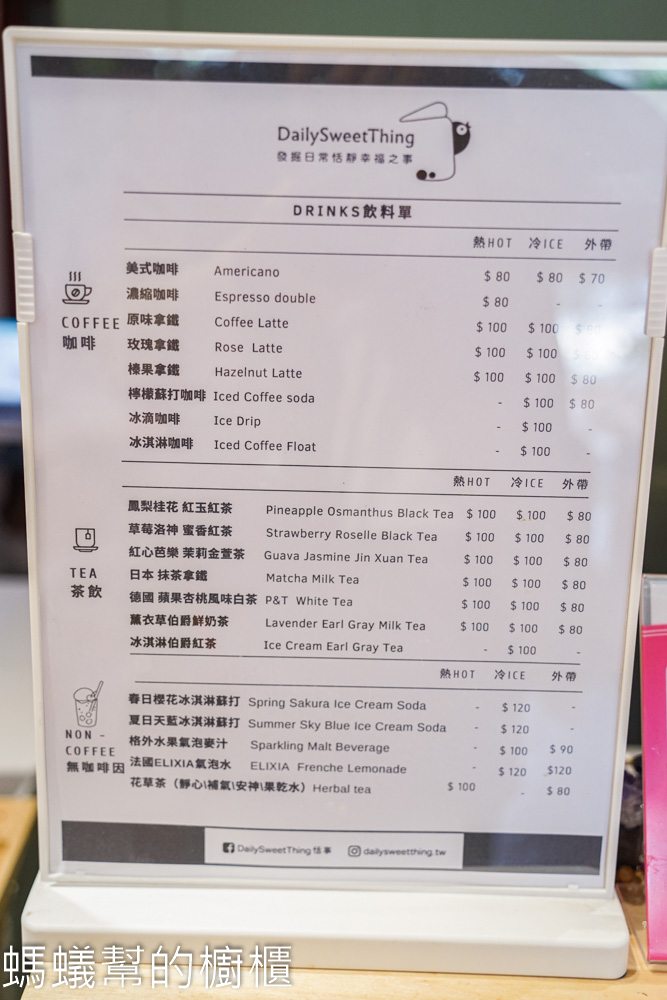 DailySweetThing
發掘日常恬靜幸福之事
DRINKS飲料單
熱HOT 冷ICE 外帶
COFFEE
咖啡
美式咖啡 Americano $ 80 $ 80 $ 70
濃縮咖啡 Espresso double $ 80 - -
原味拿鐵 Coffee Latte $ 100 $ 100 $ 80
玫瑰拿鐵 Rose Latte $ 100 $ 100 $ 80
榛果拿鐵 Hazelnut Latte $ 100 $ 100 $ 80
檸檬蘇打咖啡 Iced Coffee soda - $ 100 $ 80
冰滴咖啡 Ice Drip - $ 100 -
冰淇淋咖啡 Iced Coffee Float - $ 100 -
熱HOT 冷ICE 外帶
TEA
茶飲
鳳梨桂花 紅玉紅茶 Pineapple Osmanthus Black Tea $ 100 $ 100 $ 80
草莓洛神 蜜香紅茶 Strawberry Roselle Black Tea $ 100 $ 100 $ 80
紅心芭樂 茉莉金萱茶 Guava Jasmine Jin Xuan Tea $ 100 $ 100 $ 80
日本 抹茶拿鐵 Matcha Milk Tea $ 100 $ 100 $ 80
德國 蘋果杏桃風味白茶 P&T White Tea $ 100 $ 100 $ 80
薰衣草伯爵鮮奶茶 Lavender Earl Gray Milk Tea $ 100 $ 100 $ 80
冰淇淋伯爵紅茶 Ice Cream Earl Gray Tea - $ 100 -
熱HOT 冷ICE 外帶
NON -
COFFEE
無咖啡因
春日櫻花冰淇淋蘇打 Spring Sakura Ice Cream Soda - $ 120 -
夏日天藍冰淇淋蘇打 Summer Sky Blue Ice Cream Soda - $ 120 -
格外水果氣泡麥汁 Sparkling Malt Beverage - $ 100 $ 90
法國ELIXIA氣泡水 ELIXIA Frenche Lemonade - $ 120 $120
花草茶（靜心\補氣\安神\果乾水）Herbal tea $ 100 - $ 80
DailySweetThing 恬事 dailysweetthing.tw
螞蟻幫的櫥櫃